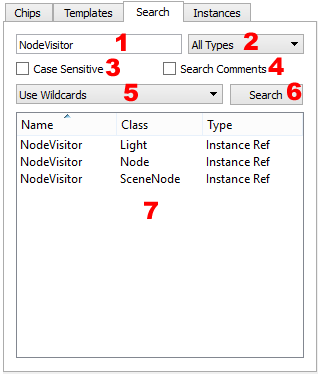 Chips Templates Search Instances
NodeVisitor 1 All Types 2
Case Sensitive 3 Search Comments 4
Use Wildcards 5 Search 6
Name Class Type
NodeVisitor Light Instance Ref
NodeVisitor Node Instance Ref
NodeVisitor SceneNode Instance Ref
7